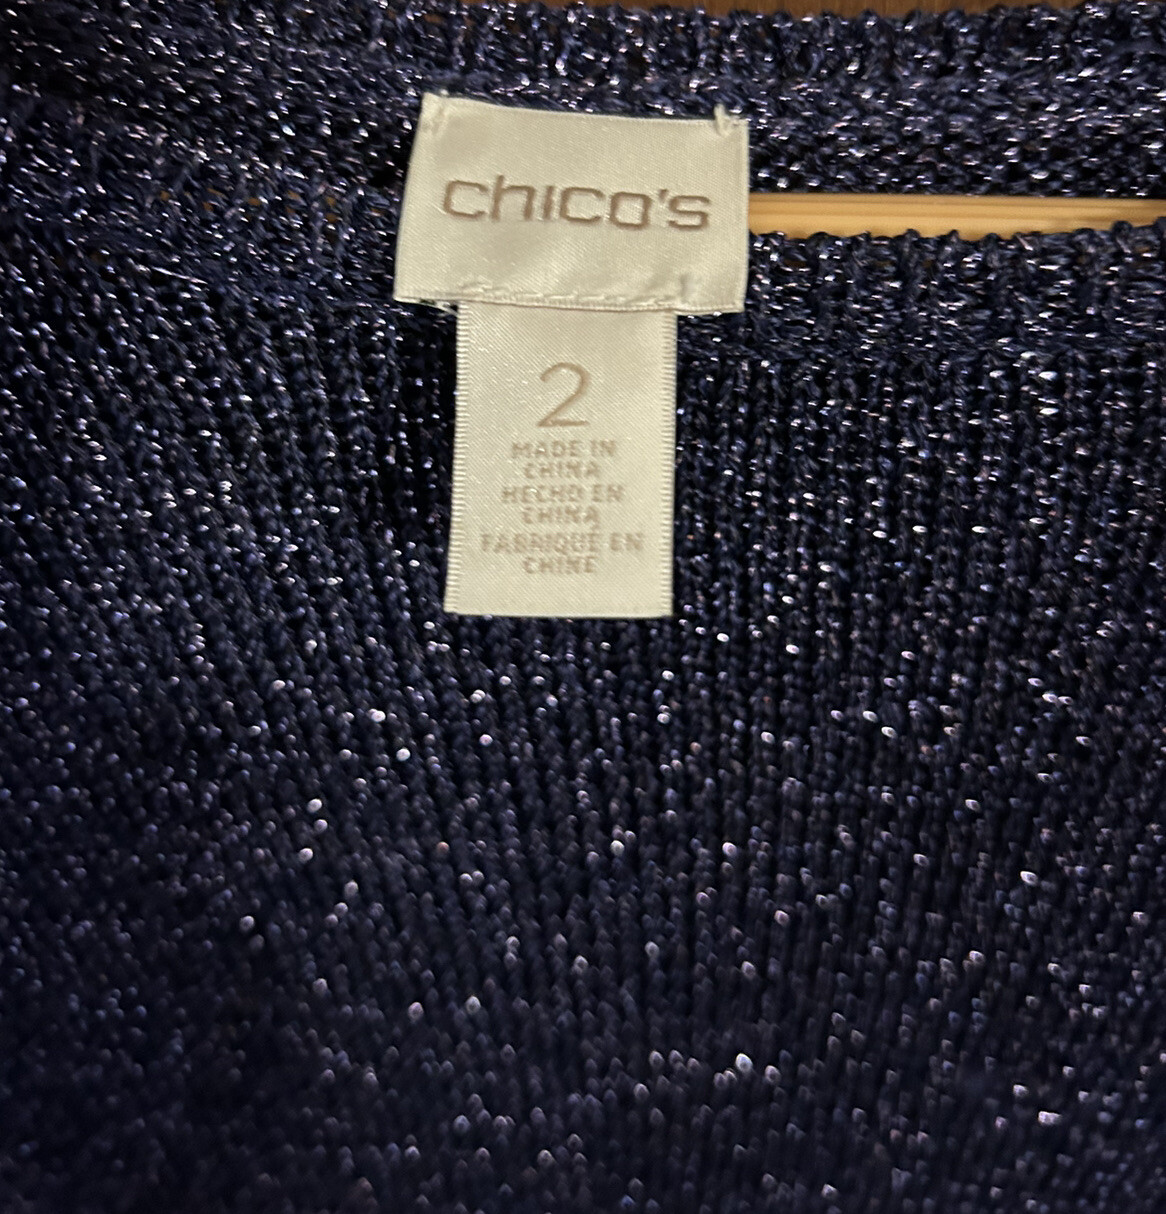 chico's
2
MADE IN
CHINA
HECHO EN
CHINA
FABRIQUÉ EN
CHINE